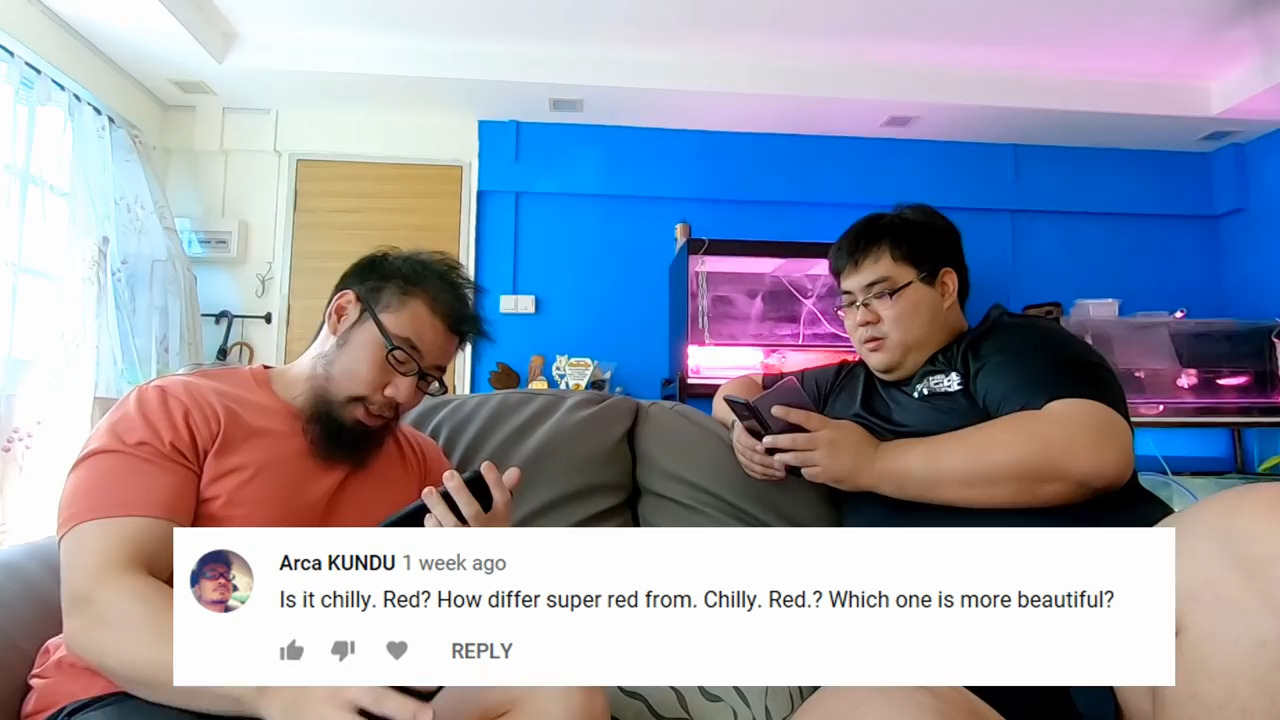 Arca KUNDU 1 week ago
Is it chilly. Red? How differ super red from. Chilly. Red.? Which one is more beautiful?
REPLY